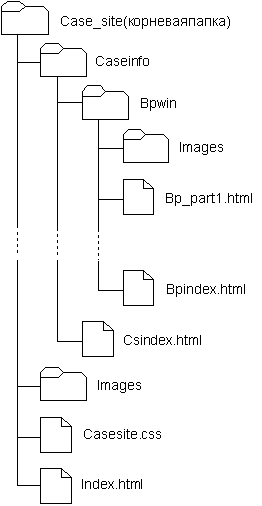 Case_site(корневаяпапка)
Caseinfo
Bpwin
Images
Bp_part1.html
Bpindex.html
Csindex.html
Images
Casesite.css
Index.html